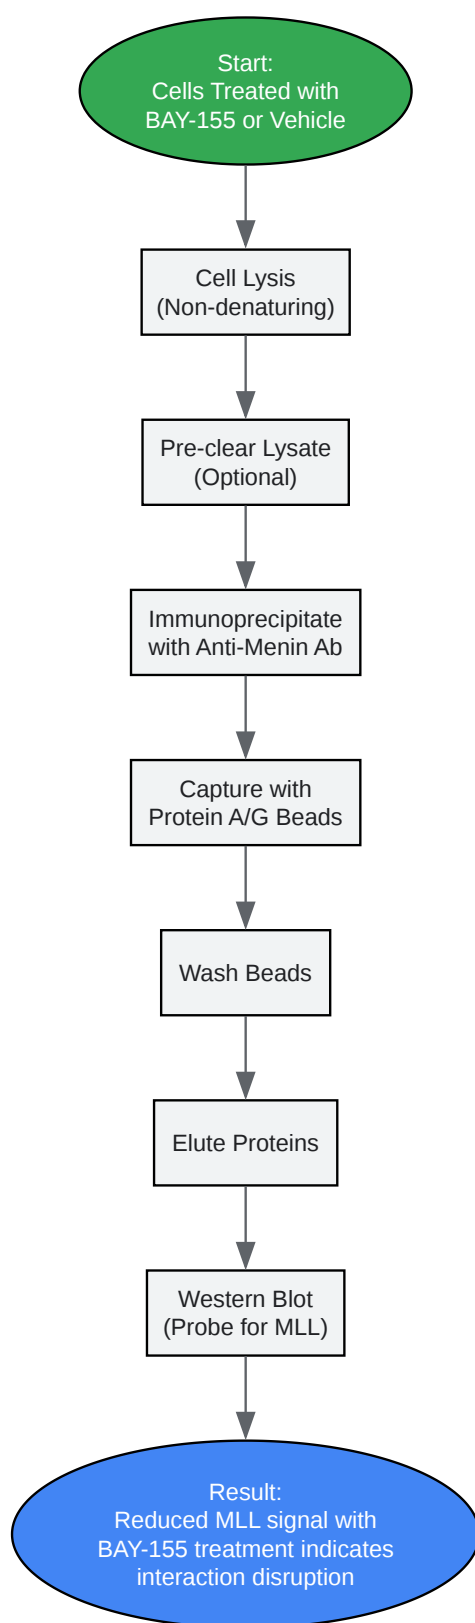 Start:
Cells Treated with
BAY-155 or Vehicle
Cell Lysis
(Non-denaturing)
Pre-clear Lysate
(Optional)
Immunoprecipitate
with Anti-Menin Ab
Capture with
Protein A/G Beads
Wash Beads
Elute Proteins
Western Blot
(Probe for MLL)
Result:
Reduced MLL signal with
BAY-155 treatment indicates
interaction disruption